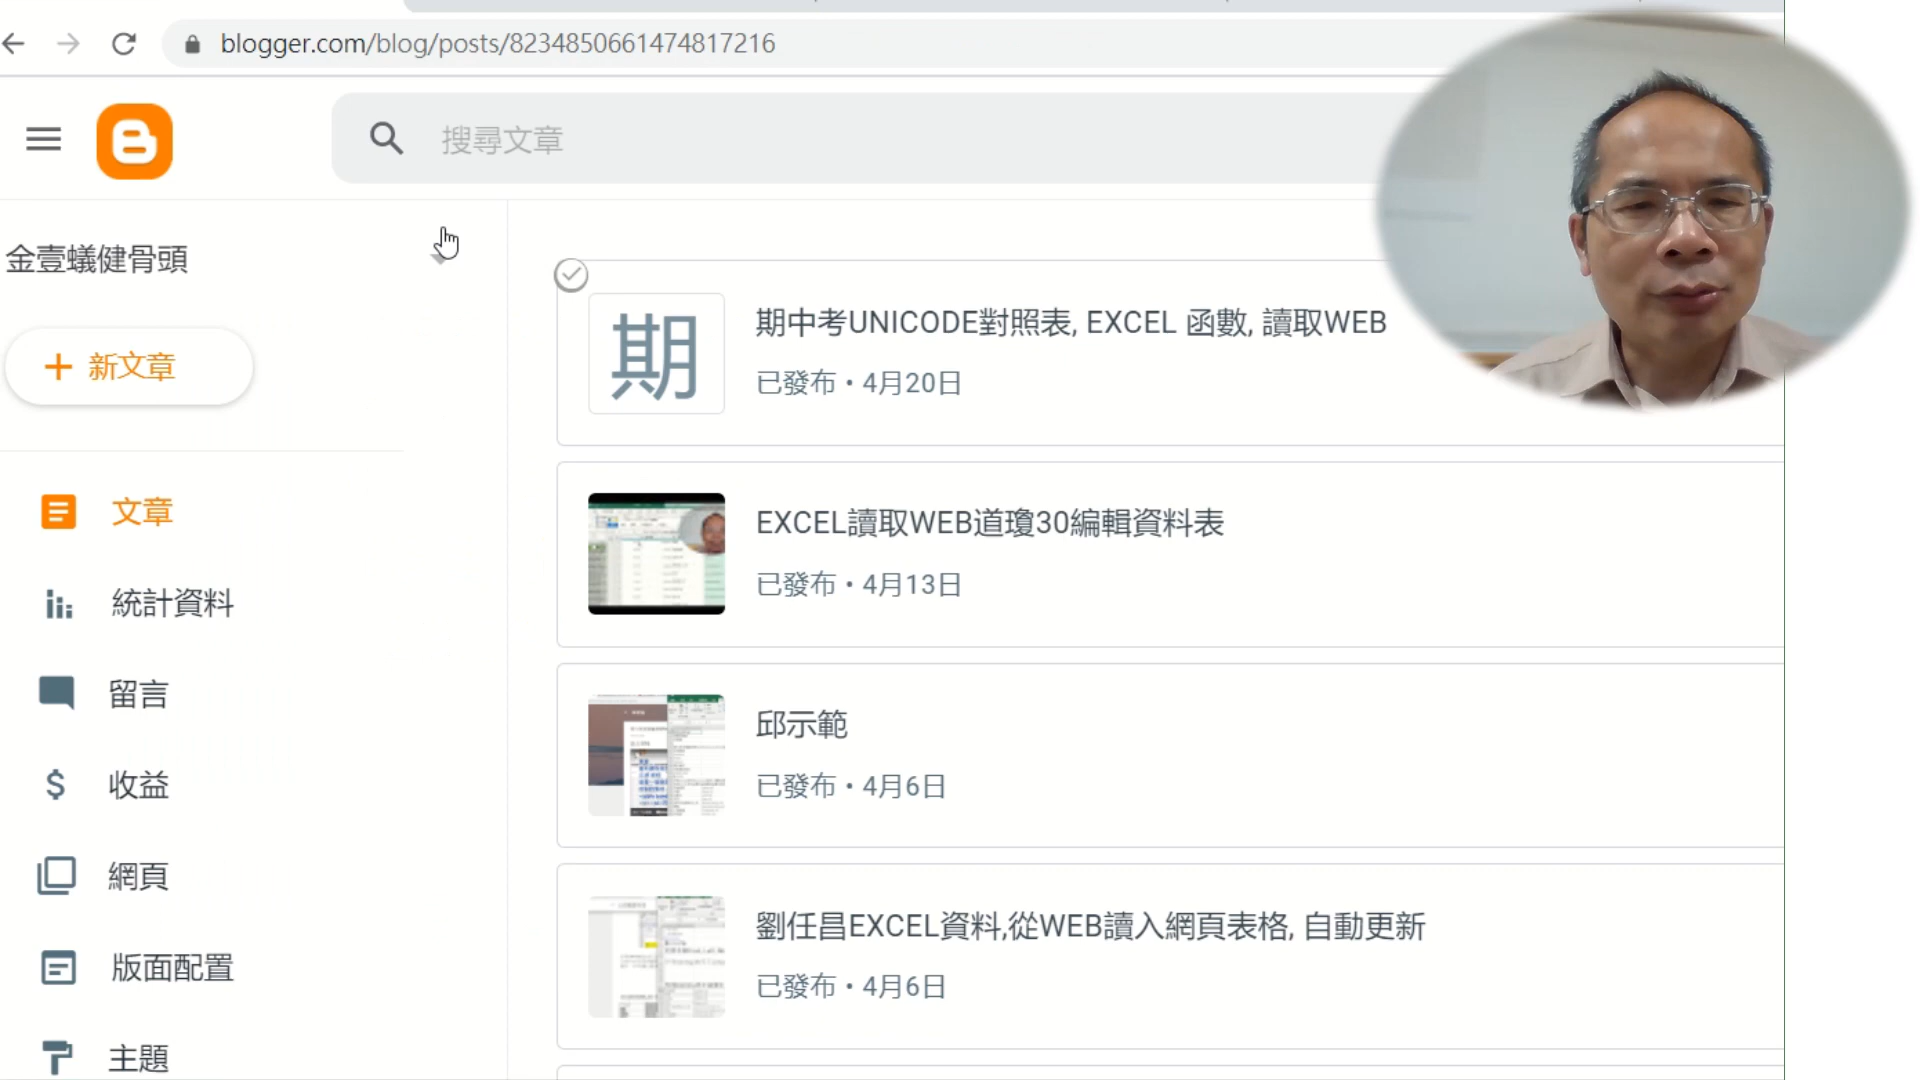 blogger.com/blog/posts/8234850661474817216
搜尋文章
金壹蟻健骨頭
+ 新文章
文章
統計資料
留言
收益
網頁
版面配置
主題
期
期中考UNICODE對照表, EXCEL 函數, 讀取WEB
已發布 • 4月20日
EXCEL讀取WEB道瓊30編輯資料表
已發布 • 4月13日
邱示範
已發布 • 4月6日
劉任昌EXCEL資料,從WEB讀入網頁表格, 自動更新
已發布 • 4月6日